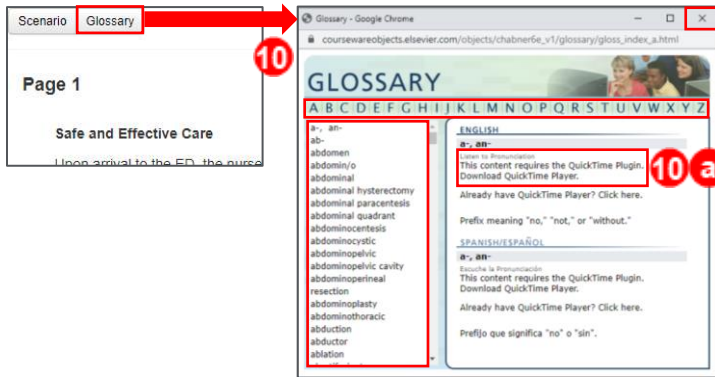 Scenario
Glossary
Page 1
Safe and Effective Care
Upon arrival to the ED, the nurse
10
Glossary - Google Chrome
coursewareobjects.elsevier.com/objects/chabner6e_v1/glossary/gloss_index_a.html
GLOSSARY
A B C D E F G H I J K L M N O P Q R S T U V W X Y Z
a-, an-
ab-
abdomen
abdomin/o
abdominal
abdominal hysterectomy
abdominal paracentesis
abdominal quadrant
abdominocentesis
abdominocystic
abdominopelvic
abdominopelvic cavity
abdominoperineal
resection
abdominoplasty
abdominothoracic
abduction
abductor
ablation
ENGLISH
a-, an-
Listen to Pronunciation
This content requires the QuickTime Plugin.
Download QuickTime Player.
10 a
Already have QuickTime Player? Click here.
Prefix meaning "no," "not," or "without."
SPANISH/ESPAÑOL
a-, an-
Escuche la Pronunciación
This content requires the QuickTime Plugin.
Download QuickTime Player.
Already have QuickTime Player? Click here.
Prefijo que significa "no" o "sin".